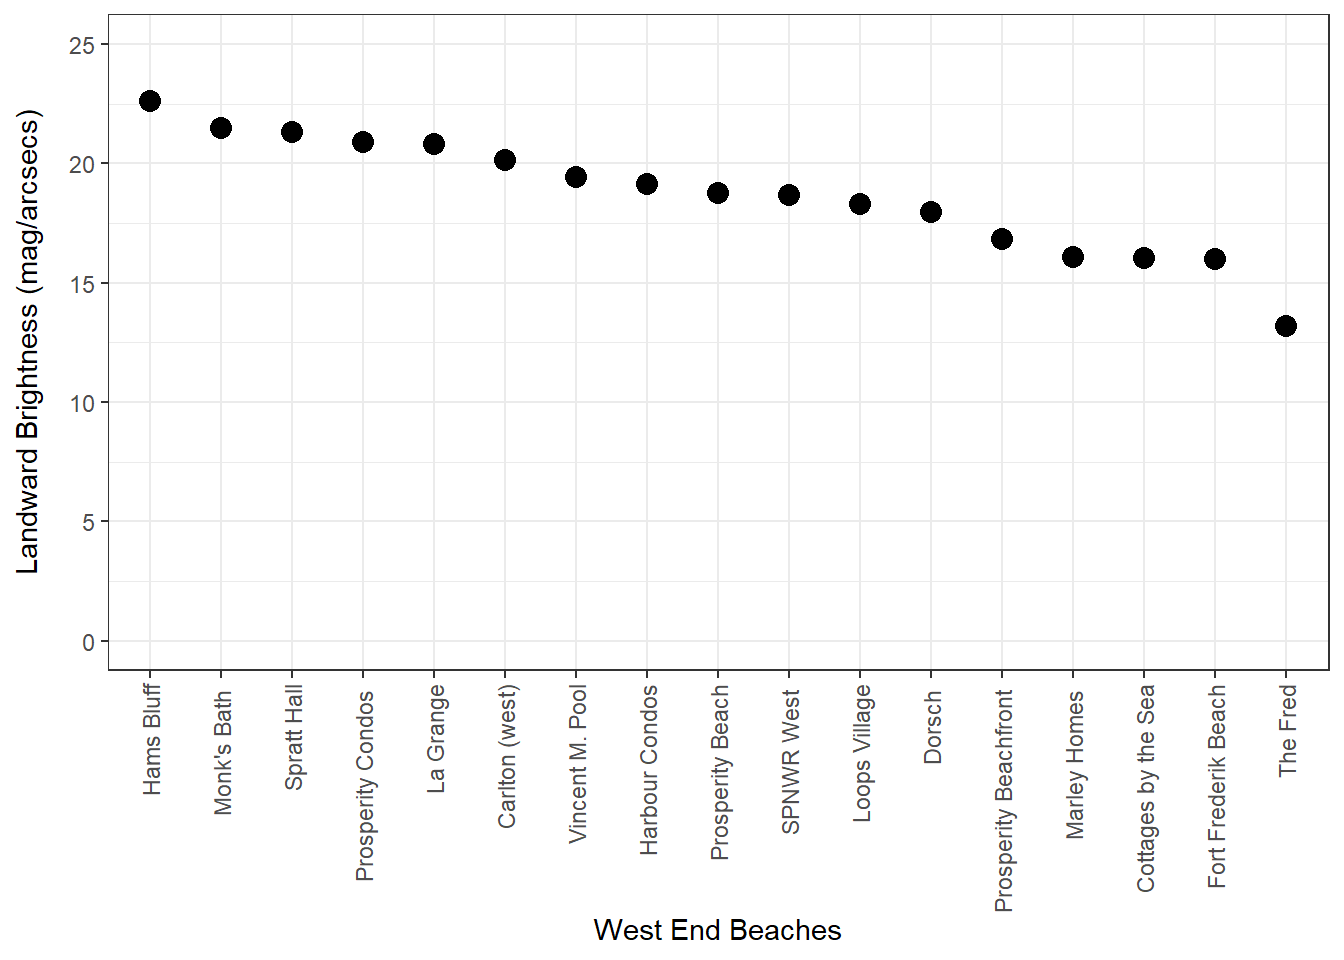 Landward Brightness (mag/arcsecs)
25
20
15
10
5
0
Hams Bluff
Monk's Bath
Spratt Hall
Prosperity Condos
La Grange
Carlton (west)
Vincent M. Pool
Harbour Condos
Prosperity Beach
SPNWR West
Loops Village
Dorsch
Prosperity Beachfront
Marley Homes
Cottages by the Sea
Fort Frederik Beach
The Fred
West End Beaches